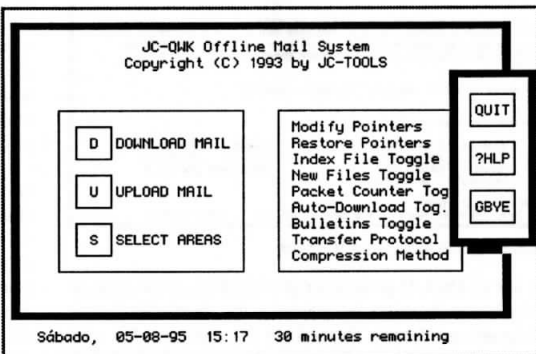 JC-QWK Offline Mail System
Copyright (C) 1993 by JC-TOOLS
D DOWNLOAD MAIL
U UPLOAD MAIL
S SELECT AREAS
Modify Pointers
Restore Pointers
Index File Toggle
New Files Toggle
Packet Counter Tog
Auto-Download Tog.
Bulletins Toggle
Transfer Protocol
Compression Method
QUIT
?HLP
GBYE
Sábado, 05-08-95 15:17 30 minutes remaining